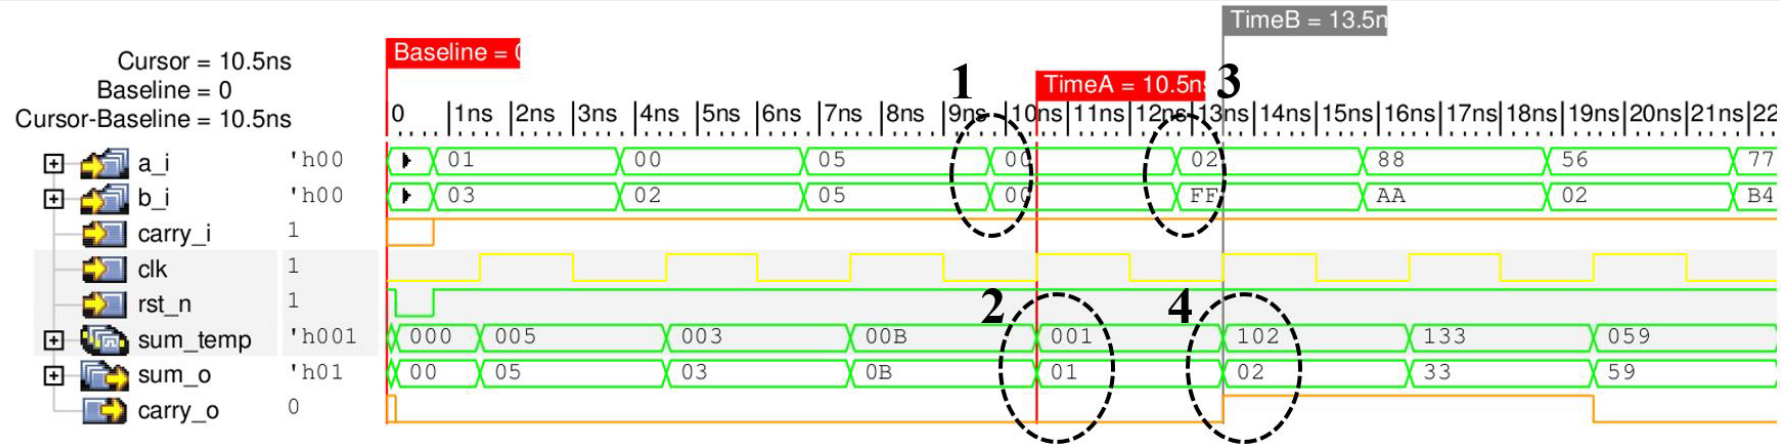 TimeB = 13.5n
Cursor = 10.5ns
Baseline = 0
Cursor-Baseline = 10.5ns
Baseline = 0
1
TimeA = 10.5ns
3
0 1ns 2ns 3ns 4ns 5ns 6ns 7ns 8ns 9ns 10ns 11ns 12ns 13ns 14ns 15ns 16ns 17ns 18ns 19ns 20ns 21ns 22
a_i 'h00 01 00 05 00 02 88 56 77
b_i 'h00 03 02 05 00 FF AA 02 B4
carry_i 1
clk 1
rst_n 1
2
4
sum_temp 'h001 000 005 003 00B 001 102 133 059
sum_o 'h01 00 05 03 0B 01 02 33 59
carry_o 0